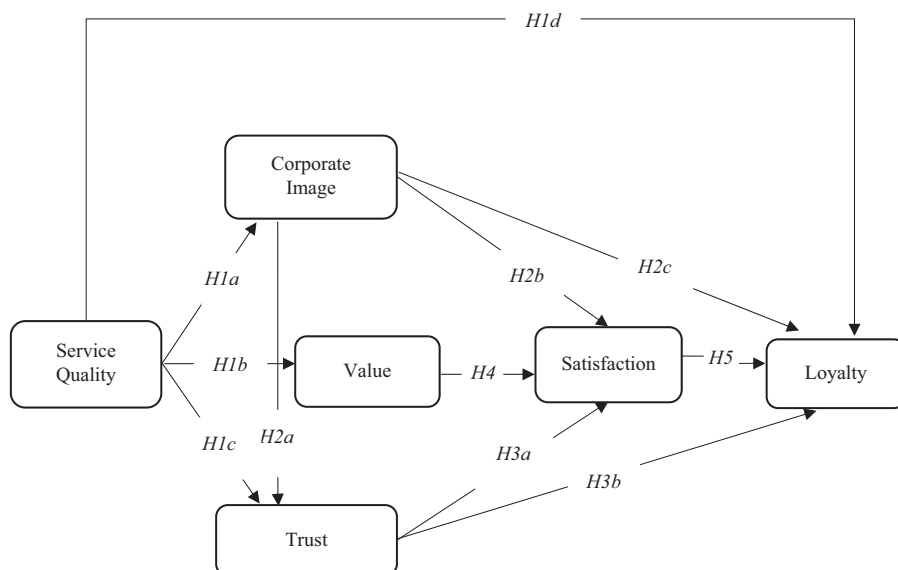 H1d
Corporate
Image
H1a
H2b
H2c
Service
Quality
H1b
Value
H4
Satisfaction
H5
Loyalty
H1c
H2a
H3a
H3b
Trust